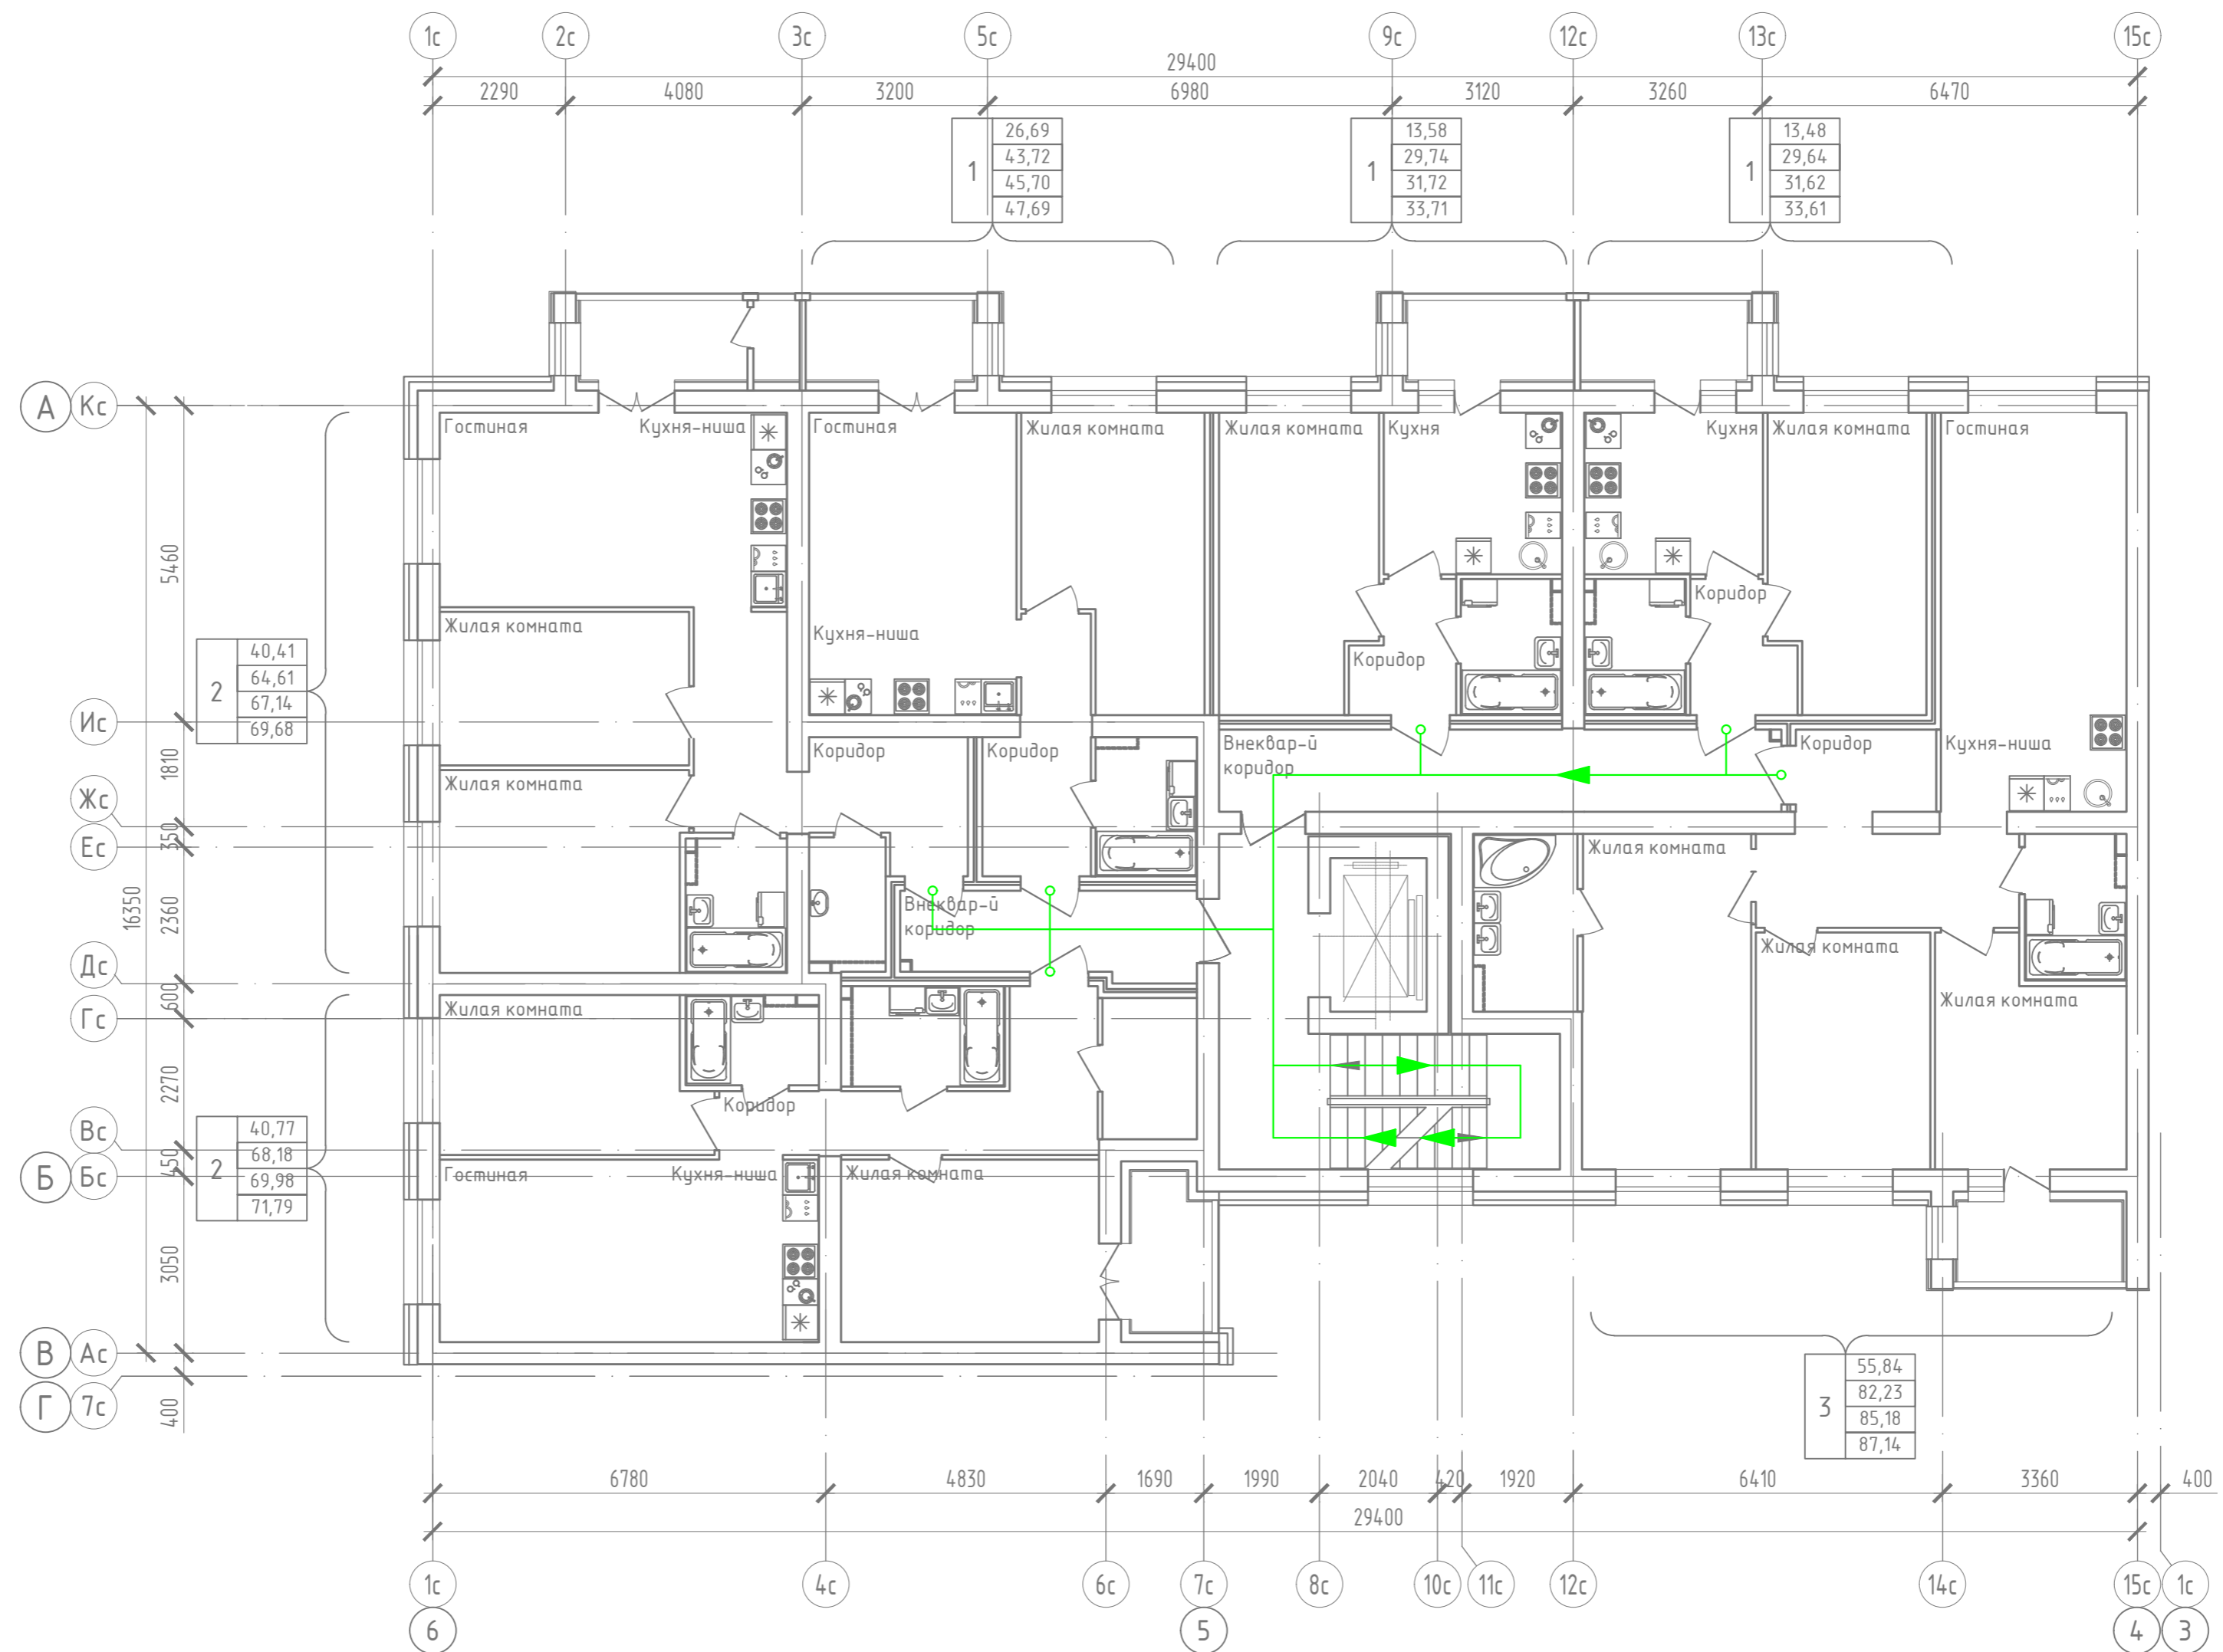 1с 2с 3с 5с 9с 12с 13с 15с
29400
2290 4080 3200 6980 3120 3260 6470
1
26,69
43,72
45,70
47,69
1
13,58
29,74
31,72
33,71
1
13,48
29,64
31,62
33,61
А Кс
Гостиная
Кухня-ниша
Гостиная
Жилая комната
Жилая комната
Кухня
Кухня
Жилая комната
Гостиная
5460
Жилая комната
Кухня-ниша
Коридор
Коридор
2
40,41
64,61
67,14
69,68
Ис
1810
Коридор
Коридор
Внеквар-й
коридор
Коридор
Кухня-ниша
Жилая комната
Жс
350
Ес
Жилая комната
16350
2360
Внеквар-й
коридор
Жилая комната
Дс
600
Гс
Жилая комната
Жилая комната
2270
Коридор
2
40,77
68,18
69,98
71,79
Вс
450
Б Бс
Гостиная
Кухня-ниша
Жилая комната
3050
В Ас
Г 7с
400
3
55,84
82,23
85,18
87,14
6780 4830 1690 1990 2040 420 1920 6410 3360 400
29400
1с 4с 6с 7с 8с 10с 11с 12с 14с 15с 1с
6 5 4 3